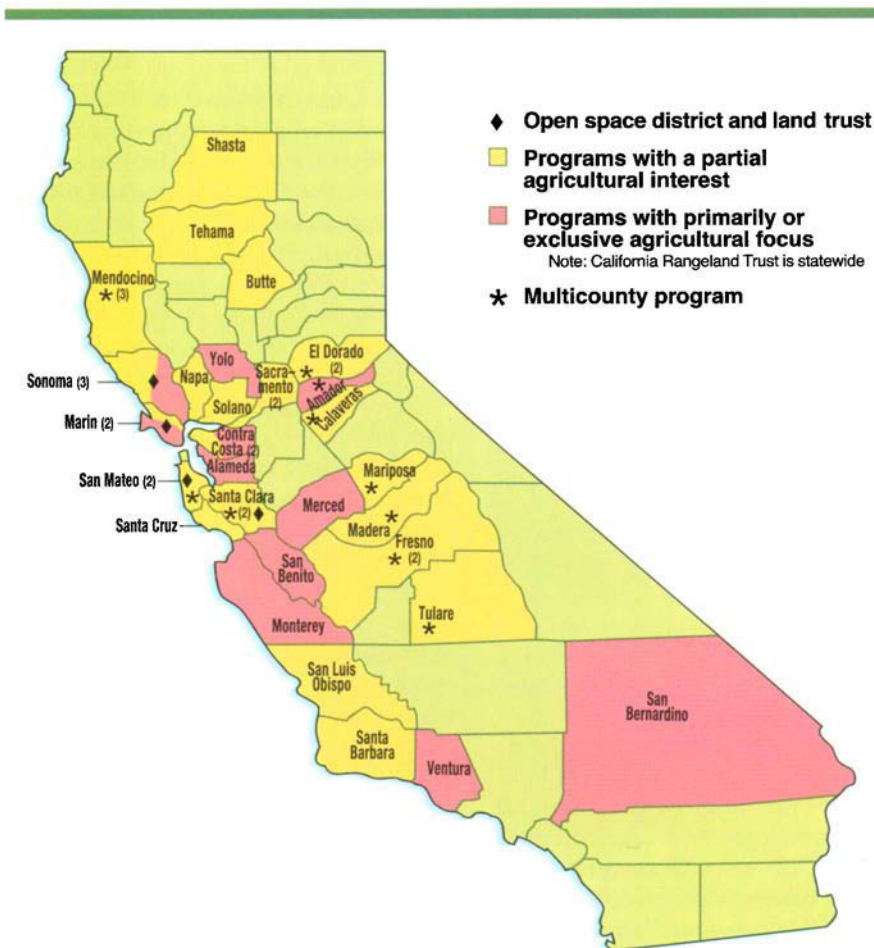 ♦ Open space district and land trust
Programs with a partial
agricultural interest
Programs with primarily or
exclusive agricultural focus
Note: California Rangeland Trust is statewide
* Multicounty program
Shasta
Tehama
Mendocino
* (3)
Butte
El Dorado
* (2)
Yolo
Sacra-
mento
(2)
Napa
Sonoma (3)
Solano
*
Amador
Calaveras
*
Marin (2)
Contra
Costa (2)
Alameda
San Mateo (2)
*
Santa Clara
* (2)
Mariposa
*
Merced
Madera
*
Santa Cruz
Fresno
* (2)
San
Benito
Tulare
*
Monterey
San Luis
Obispo
San
Bernardino
Santa
Barbara
Ventura